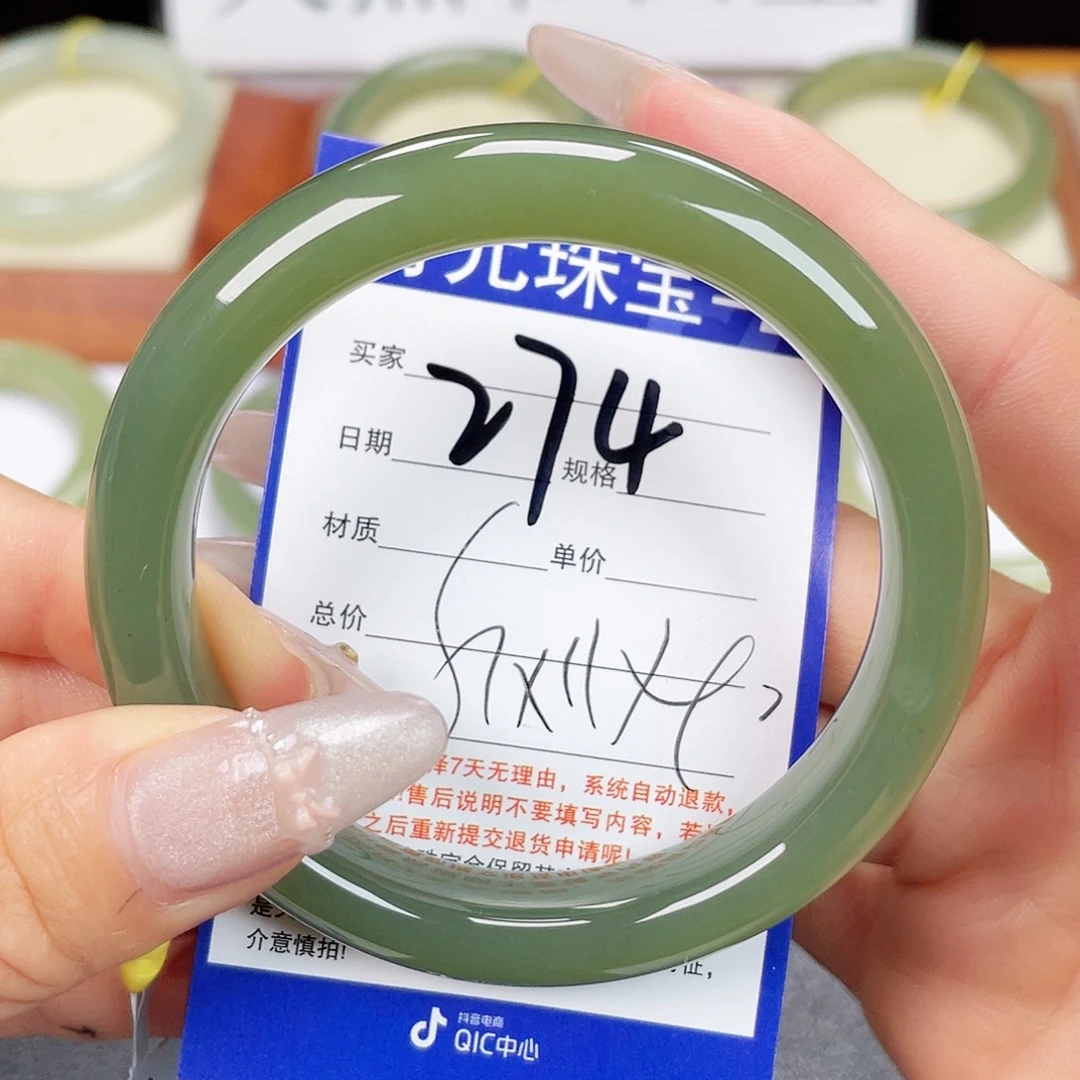 元珠宝
买家
274
日期
规格
材质
单价
总价
择7天无理由，系统自动退款，
售后说明不要填写内容，若
之后重新提交退货申请呢!
介意慎拍!
抖音电商
QIC中心